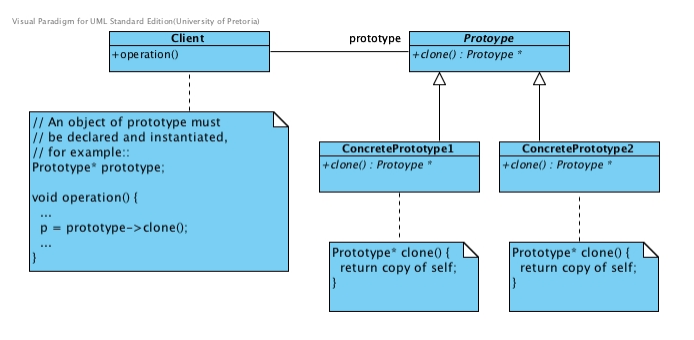 Visual Paradigm for UML Standard Edition(University of Pretoria)
Client
+operation()
prototype
Protoype
+clone() : Protoype *
// An object of prototype must
// be declared and instantiated,
// for example::
Prototype* prototype;
void operation() {
...
p = prototype->clone();
...
}
ConcretePrototype1
+clone() : Protoype *
ConcretePrototype2
+clone() : Protoype *
Prototype* clone() {
return copy of self;
}
Prototype* clone() {
return copy of self;
}